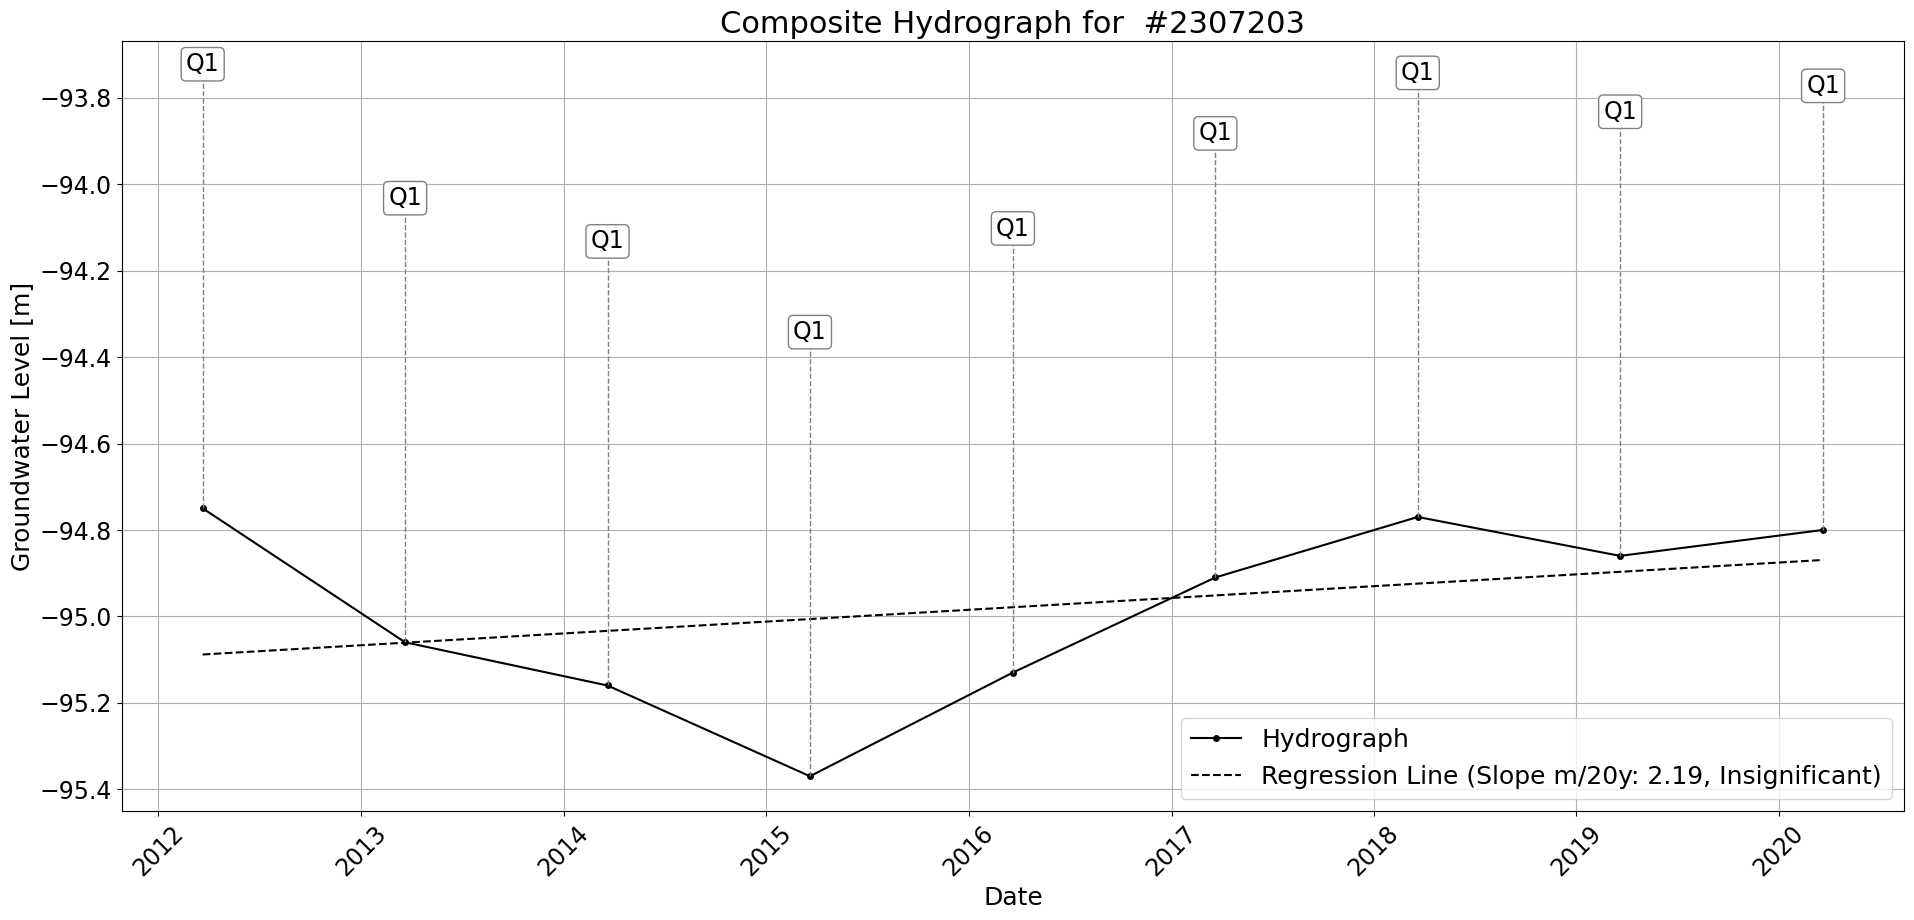 Composite Hydrograph for  #2307203
Q1
Q1
Q1
Q1
Q1
Q1
Q1
Q1
Q1
Groundwater Level [m]
−93.8
−94.0
−94.2
−94.4
−94.6
−94.8
−95.0
−95.2
−95.4
Hydrograph
Regression Line (Slope m/20y: 2.19, Insignificant)
2012
2013
2014
2015
2016
2017
2018
2019
2020
Date